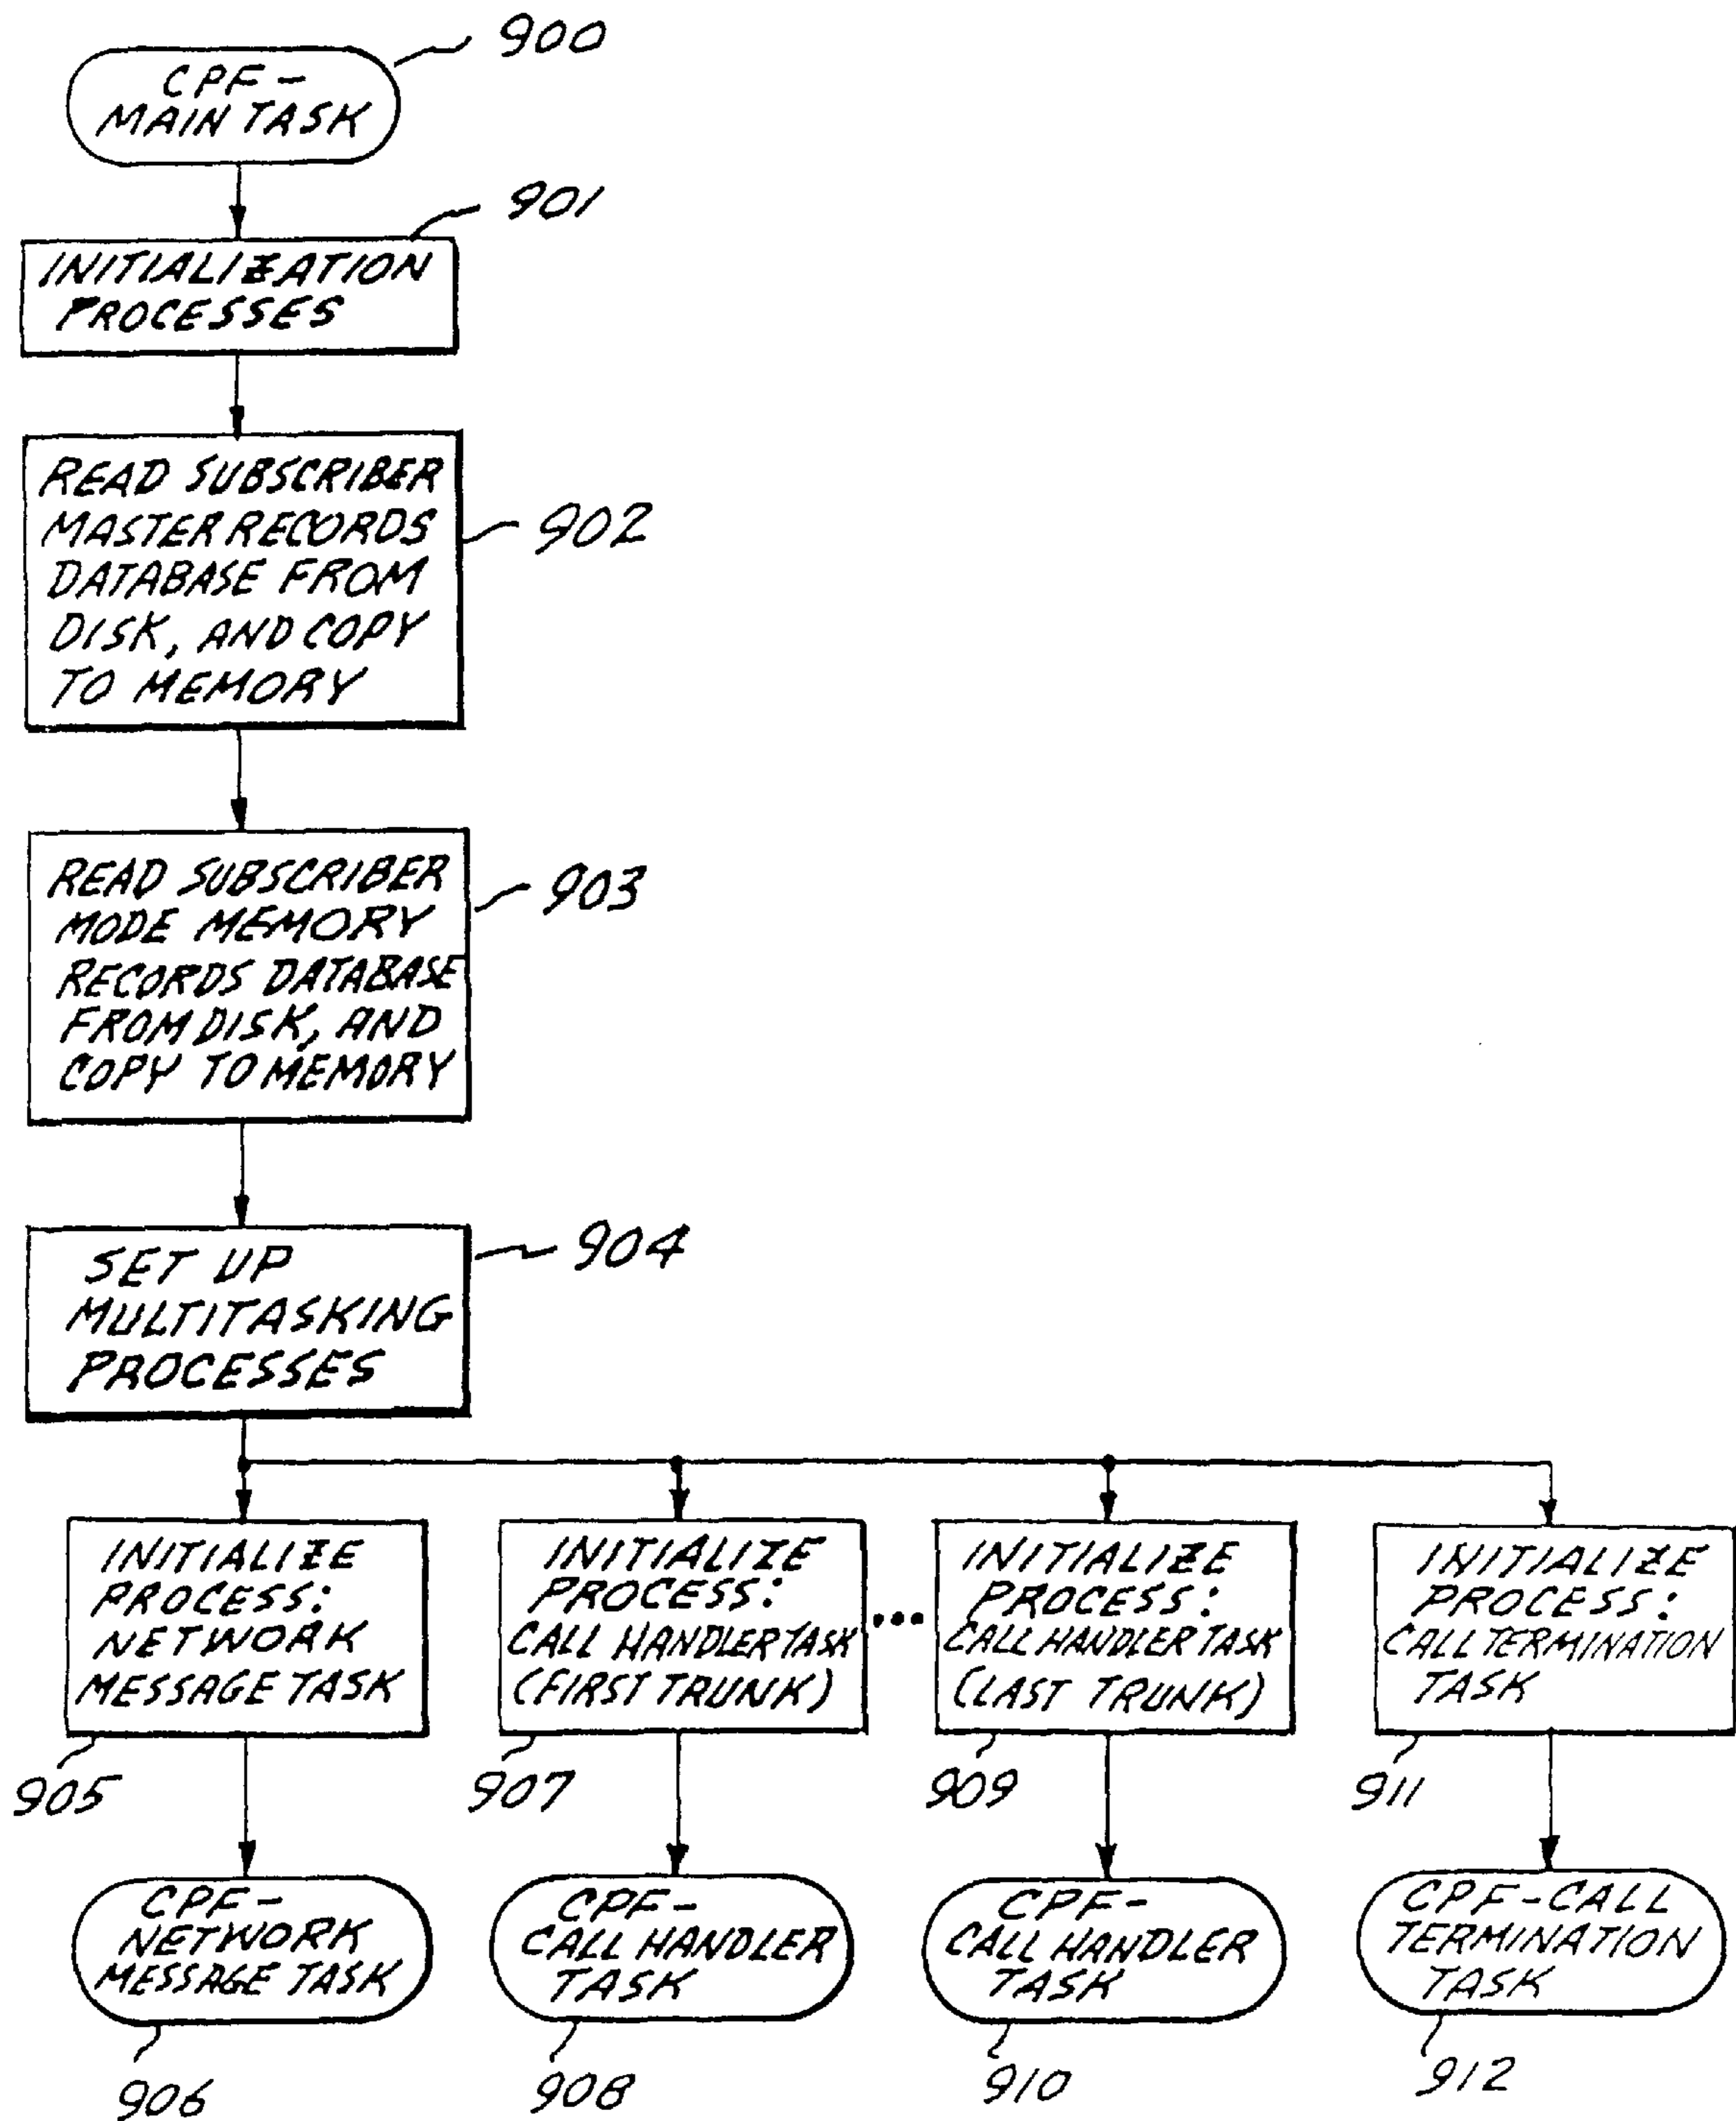 900
CPF -
MAIN TASK
901
INITIALIZATION
PROCESSES
READ SUBSCRIBER
MASTER RECORDS
DATABASE FROM
DISK, AND COPY
TO MEMORY
902
READ SUBSCRIBER
MODE MEMORY
RECORDS DATABASE
FROM DISK, AND
COPY TO MEMORY
903
SET UP
MULTITASKING
PROCESSES
904
INITIALIZE
PROCESS:
NETWORK
MESSAGE TASK
905
INITIALIZE
PROCESS:
CALL HANDLER TASK
(FIRST TRUNK)
907
...
INITIALIZE
PROCESS:
CALL HANDLER TASK
(LAST TRUNK)
909
INITIALIZE
PROCESS:
CALL TERMINATION
TASK
911
CPF-
NETWORK
MESSAGE TASK
906
CPF-
CALL HANDLER
TASK
908
CPF-
CALL HANDLER
TASK
910
CPF-CALL
TERMINATION
TASK
912